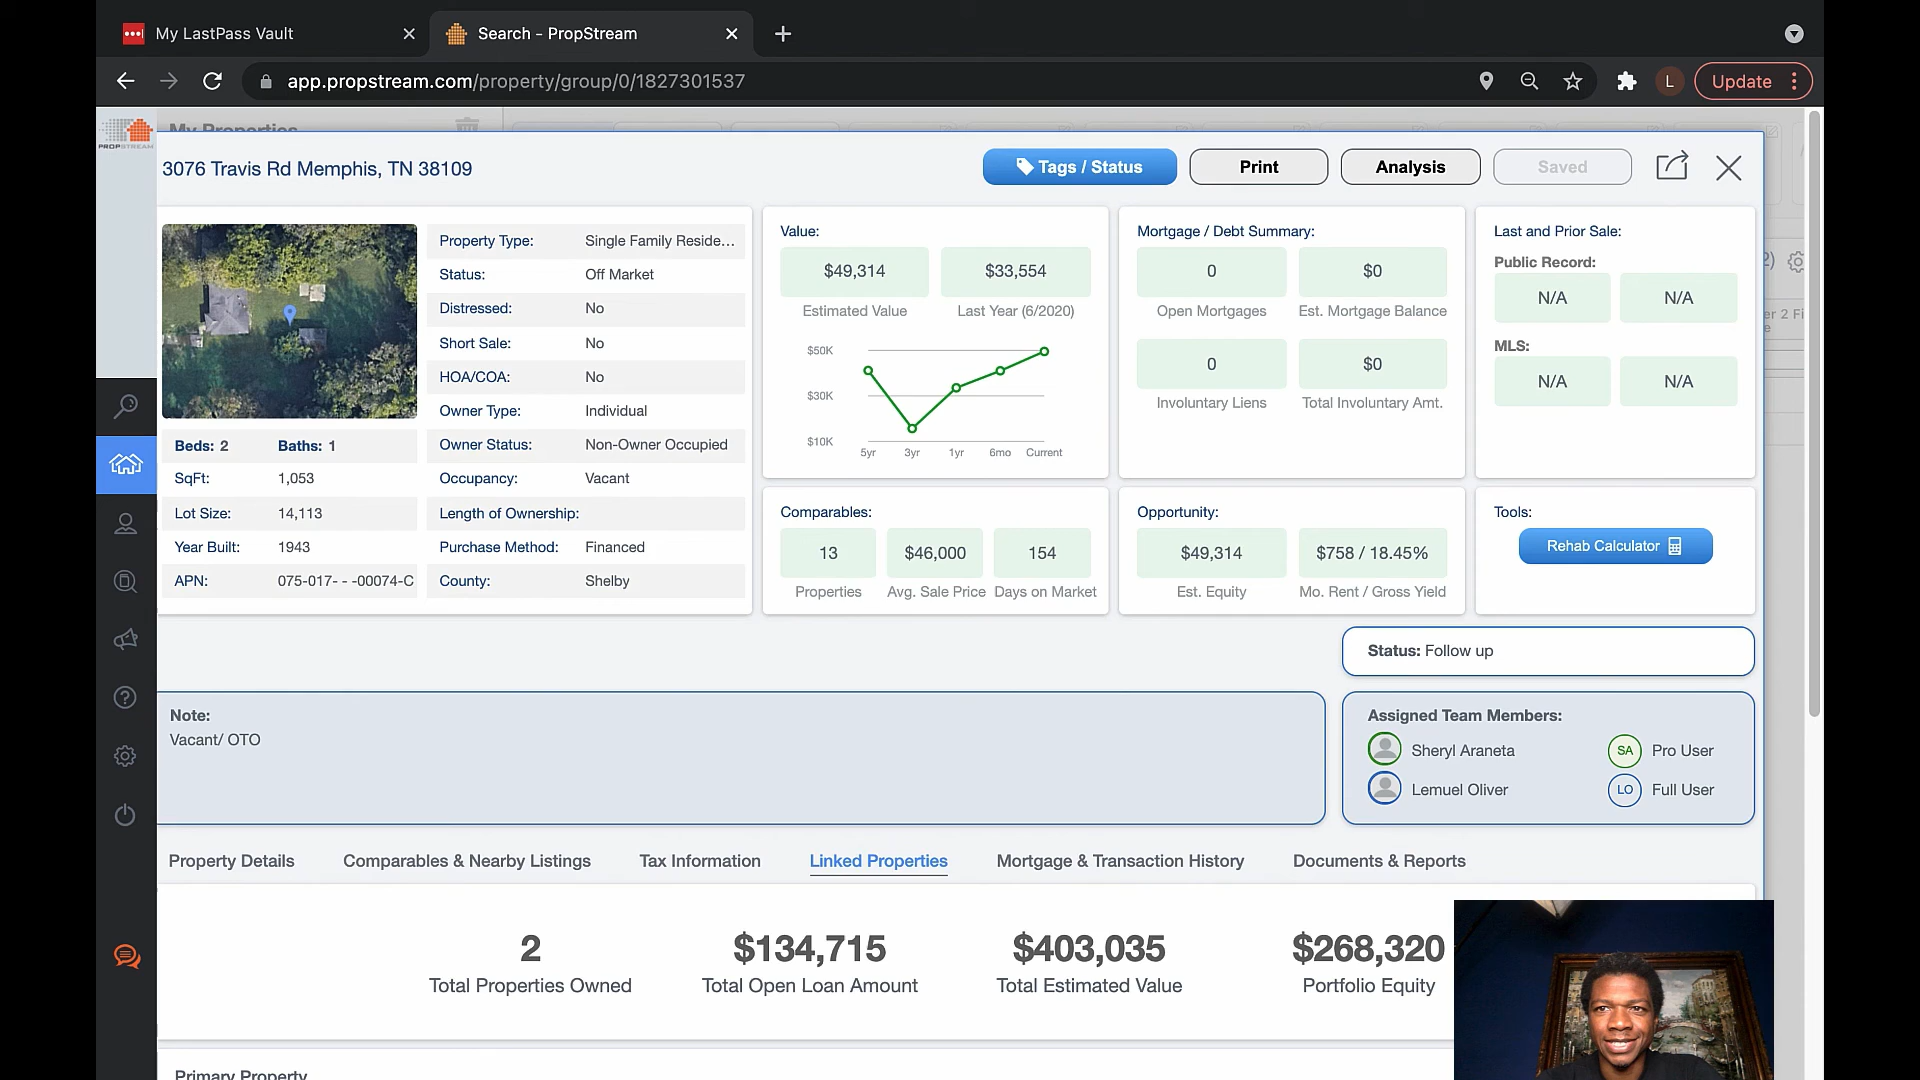 My LastPass Vault
Search - PropStream
app.propstream.com/property/group/0/1827301537
L
Update
PROPSTREAM
My Properties
3076 Travis Rd Memphis, TN 38109
Tags / Status
Print
Analysis
Saved
Property Type: Single Family Reside...
Status: Off Market
Distressed: No
Short Sale: No
HOA/COA: No
Owner Type: Individual
Owner Status: Non-Owner Occupied
Occupancy: Vacant
Length of Ownership:
Purchase Method: Financed
County: Shelby
Beds: 2 Baths: 1
SqFt: 1,053
Lot Size: 14,113
Year Built: 1943
APN: 075-017- - -00074-C
Value:
$49,314 $33,554
Estimated Value Last Year (6/2020)
$50K
$30K
$10K
5yr 3yr 1yr 6mo Current
Mortgage / Debt Summary:
0 $0
Open Mortgages Est. Mortgage Balance
0 $0
Involuntary Liens Total Involuntary Amt.
Last and Prior Sale:
Public Record:
N/A N/A
MLS:
N/A N/A
Comparables:
13 $46,000 154
Properties Avg. Sale Price Days on Market
Opportunity:
$49,314 $758 / 18.45%
Est. Equity Mo. Rent / Gross Yield
Tools:
Rehab Calculator
2)
er 2 Fi
e
Status: Follow up
Note:
Vacant/ OTO
Assigned Team Members:
Sheryl Araneta SA Pro User
Lemuel Oliver LO Full User
Property Details Comparables & Nearby Listings Tax Information Linked Properties Mortgage & Transaction History Documents & Reports
2 $134,715 $403,035 $268,320
Total Properties Owned Total Open Loan Amount Total Estimated Value Portfolio Equity
Primary Property